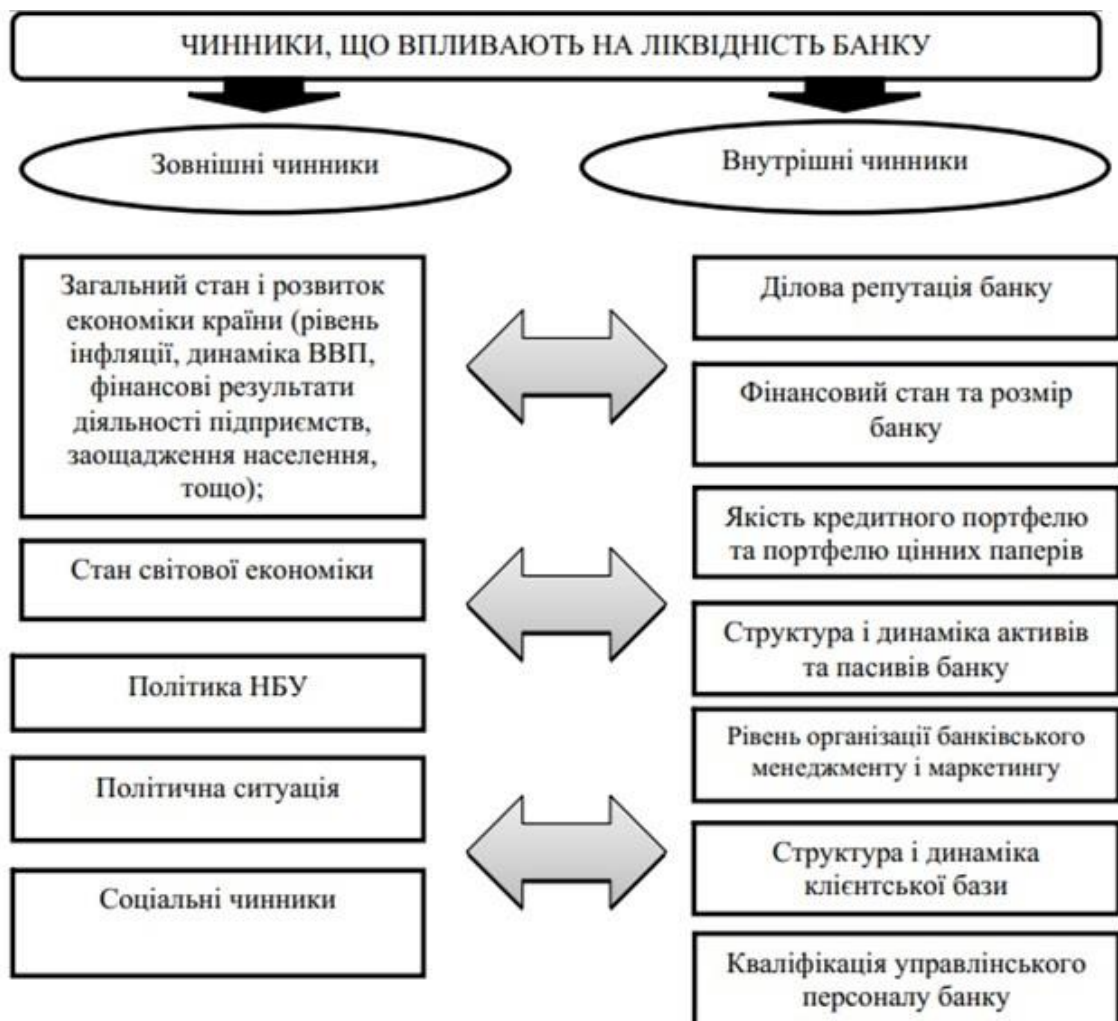 ЧИННИКИ, ЩО ВПЛИВАЮТЬ НА ЛІКВІДНІСТЬ БАНКУ
Зовнішні чинники
Внутрішні чинники
Загальний стан і розвиток
економіки країни (рівень
інфляції, динаміка ВВП,
фінансові результати
діяльності підприємств,
заощадження населення,
тощо);
Стан світової економіки
Політика НБУ
Політична ситуація
Соціальні чинники
Ділова репутація банку
Фінансовий стан та розмір
банку
Якість кредитного портфелю
та портфелю цінних паперів
Структура і динаміка активів
та пасивів банку
Рівень організації банківського
менеджменту і маркетингу
Структура і динаміка
клієнтської бази
Кваліфікація управлінського
персоналу банку